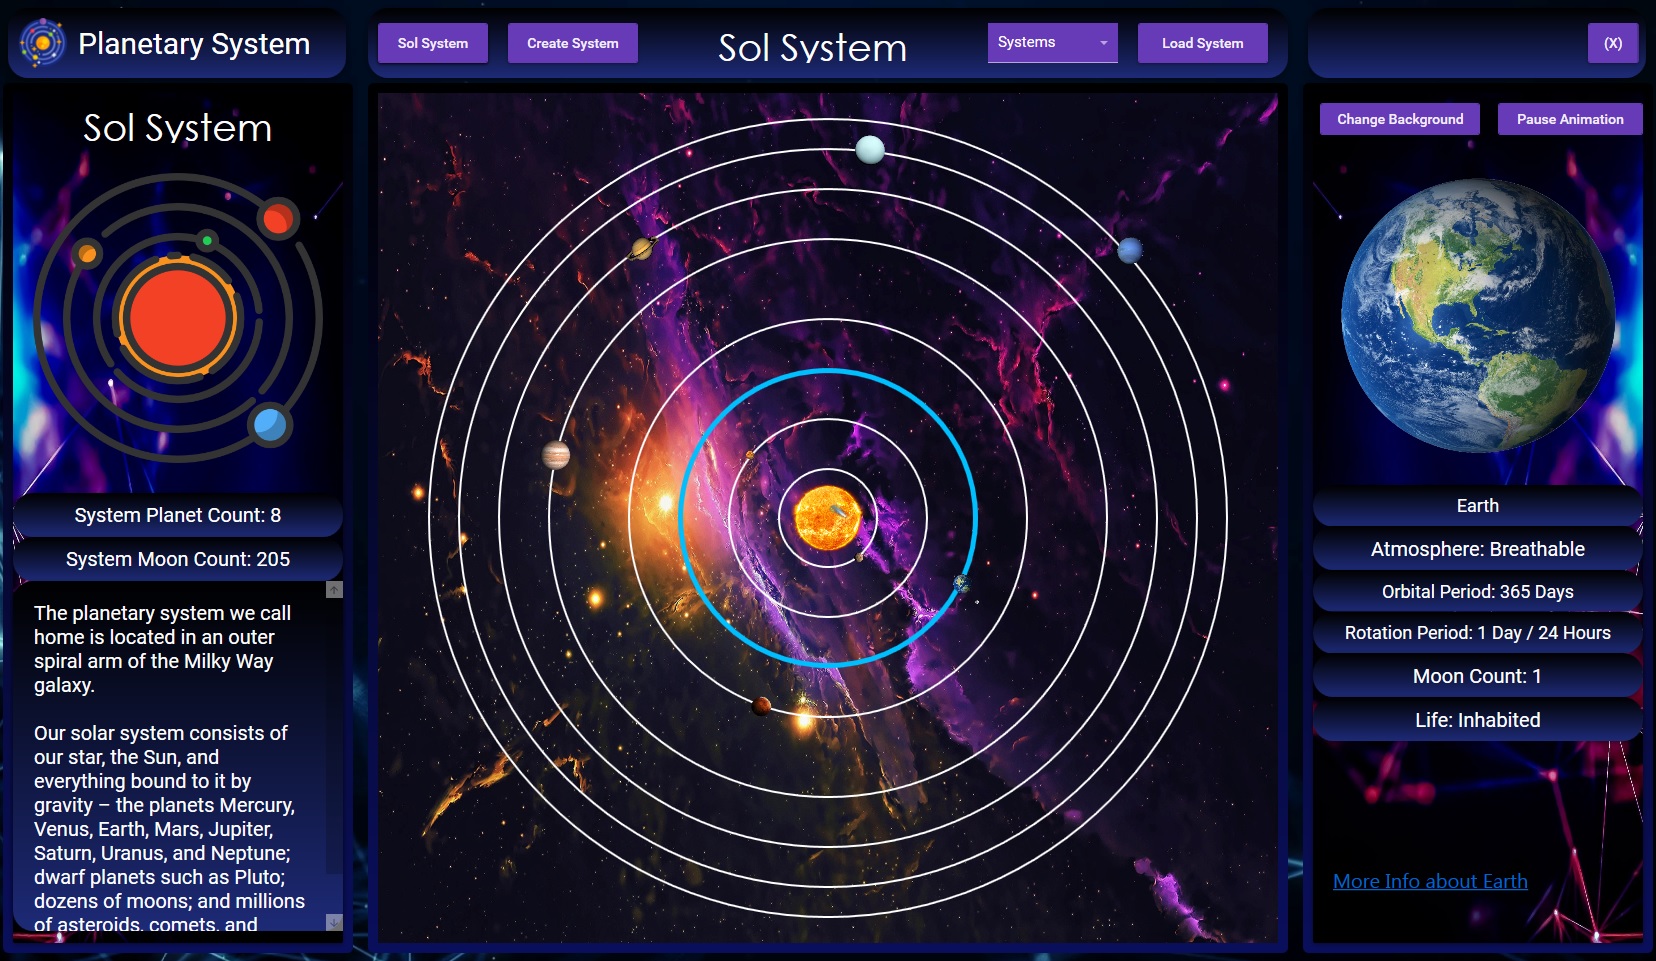 Planetary System
Sol System
Create System
Sol System
Systems
Load System
(X)
Sol System
System Planet Count: 8
System Moon Count: 205
The planetary system we call
home is located in an outer
spiral arm of the Milky Way
galaxy.
Our solar system consists of
our star, the Sun, and
everything bound to it by
gravity – the planets Mercury,
Venus, Earth, Mars, Jupiter,
Saturn, Uranus, and Neptune;
dwarf planets such as Pluto;
dozens of moons; and millions
of asteroids, comets, and
Change Background
Pause Animation
Earth
Atmosphere: Breathable
Orbital Period: 365 Days
Rotation Period: 1 Day / 24 Hours
Moon Count: 1
Life: Inhabited
More Info about Earth